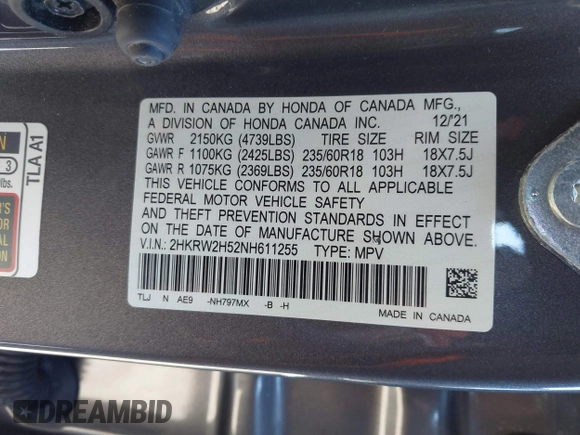 MFD. IN CANADA BY HONDA OF CANADA MFG.,
A DIVISION OF HONDA CANADA INC. 12/'21
GVWR 2150KG (4739LBS) TIRE SIZE RIM SIZE
GAWR F 1100KG (2425LBS) 235/60R18 103H 18X7.5J
GAWR R 1075KG (2369LBS) 235/60R18 103H 18X7.5J
THIS VEHICLE CONFORMS TO ALL APPLICABLE
FEDERAL MOTOR VEHICLE SAFETY
AND THEFT PREVENTION STANDARDS IN EFFECT
ON THE DATE OF MANUFACTURE SHOWN ABOVE.
V.I.N.: 2HKRW2H52NH611255 TYPE: MPV
TLJ N AE9 -NH797MX -B -H
MADE IN CANADA
TLA A1
N
3
lbs.
DREAMBID